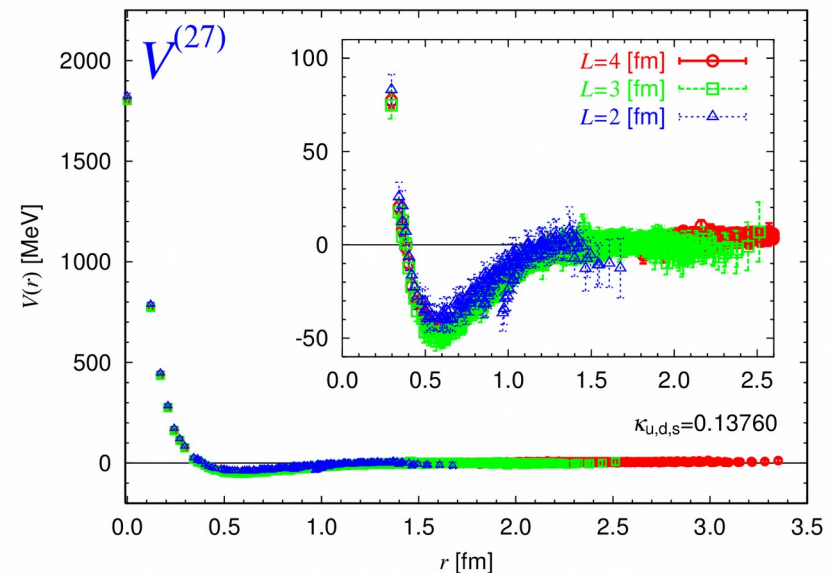 V(27)
2000
1500
1000
500
0
V(r) [MeV]
0.0 0.5 1.0 1.5 2.0 2.5 3.0 3.5
r [fm]
100
50
0
-50
0.0 0.5 1.0 1.5 2.0 2.5
L=4 [fm]
L=3 [fm]
L=2 [fm]
κu,d,s=0.13760